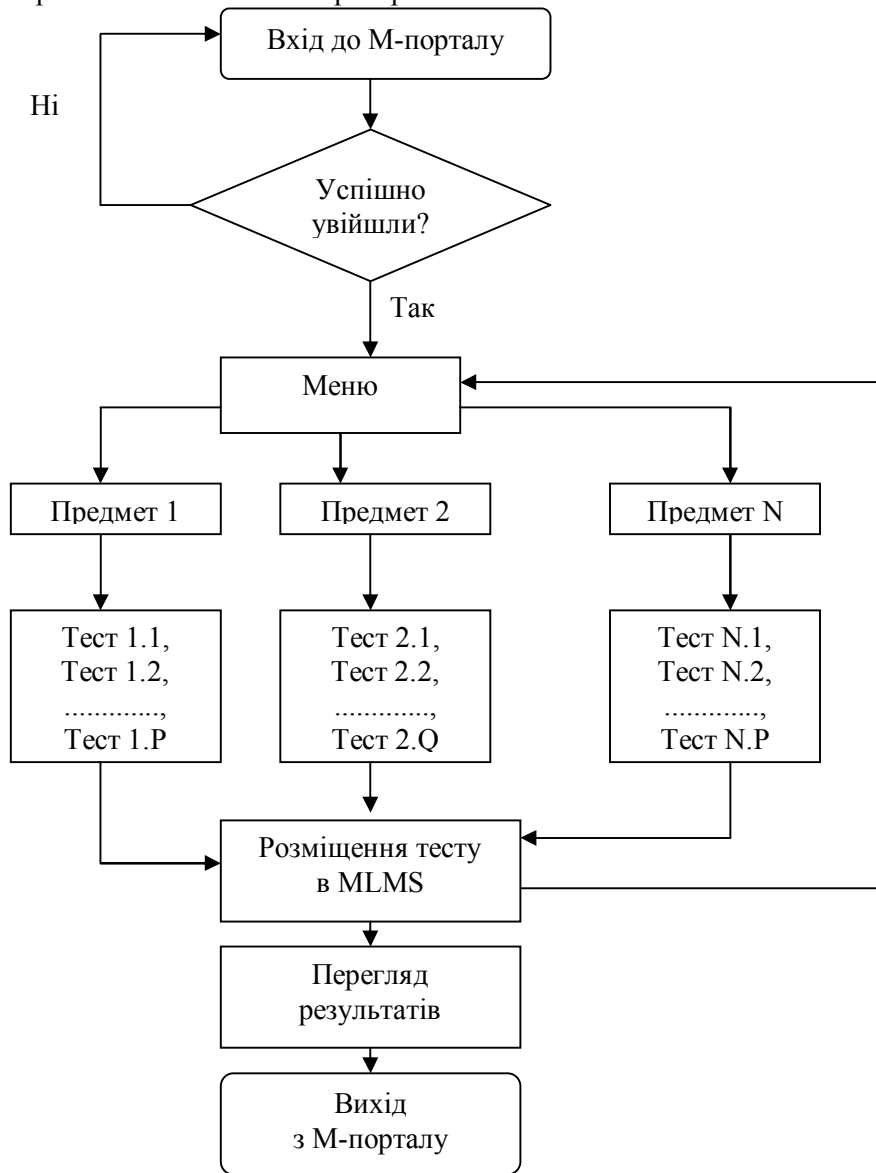 Вхід до М-порталу
Ні
Успішно
увійшли?
Так
Меню
Предмет 1
Предмет 2
Предмет N
Тест 1.1,
Тест 1.2,
.............,
Тест 1.P
Тест 2.1,
Тест 2.2,
.............,
Тест 2.Q
Тест N.1,
Тест N.2,
.............,
Тест N.P
Розміщення тесту
в MLMS
Перегляд
результатів
Вихід
з М-порталу